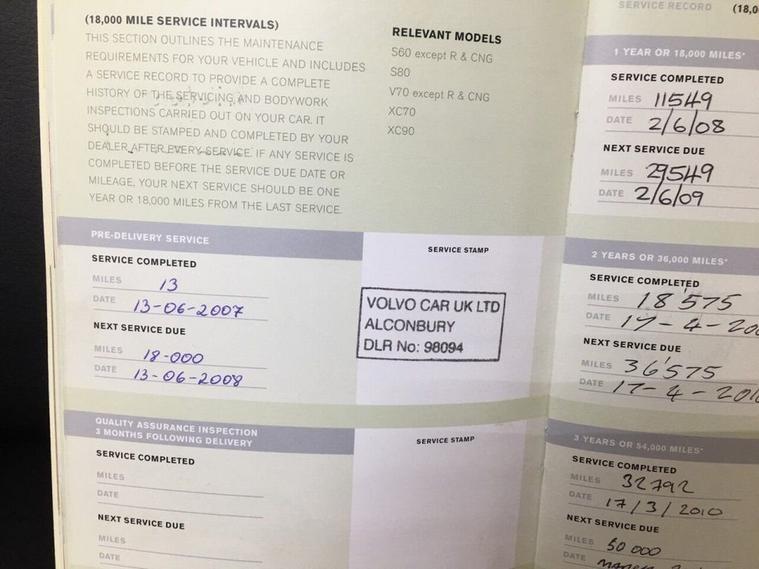 (18,000 MILE SERVICE INTERVALS)
THIS SECTION OUTLINES THE MAINTENANCE
REQUIREMENTS FOR YOUR VEHICLE AND INCLUDES
A SERVICE RECORD TO PROVIDE A COMPLETE
HISTORY OF THE SERVICING AND BODYWORK
INSPECTIONS CARRIED OUT ON YOUR CAR. IT
SHOULD BE STAMPED AND COMPLETED BY YOUR
DEALER AFTER EVERY SERVICE. IF ANY SERVICE IS
COMPLETED BEFORE THE SERVICE DUE DATE OR
MILEAGE, YOUR NEXT SERVICE SHOULD BE ONE
YEAR OR 18,000 MILES FROM THE LAST SERVICE.
RELEVANT MODELS
S60 except R & CNG
S80
V70 except R & CNG
XC70
XC90
PRE-DELIVERY SERVICE
SERVICE COMPLETED
MILES 13
DATE 13-06-2007
NEXT SERVICE DUE
MILES 18-000
DATE 13-06-2008
SERVICE STAMP
VOLVO CAR UK LTD
ALCONBURY
DLR No: 98094
QUALITY ASSURANCE INSPECTION
3 MONTHS FOLLOWING DELIVERY
SERVICE COMPLETED
MILES
DATE
NEXT SERVICE DUE
MILES
DATE
SERVICE STAMP
SERVICE RECORD (18,0
1 YEAR OR 18,000 MILES*
SERVICE COMPLETED
MILES 11549
DATE 2/6/08
NEXT SERVICE DUE
MILES 29549
DATE 2/6/09
2 YEARS OR 36,000 MILES*
SERVICE COMPLETED
MILES 18'575
DATE 17-4-200
NEXT SERVICE DUE
MILES 36'575
DATE 17-4-201
3 YEARS OR 54,000 MILES*
SERVICE COMPLETED
MILES 32792
DATE 17/3/2010
NEXT SERVICE DUE
MILES 50 000
DATE